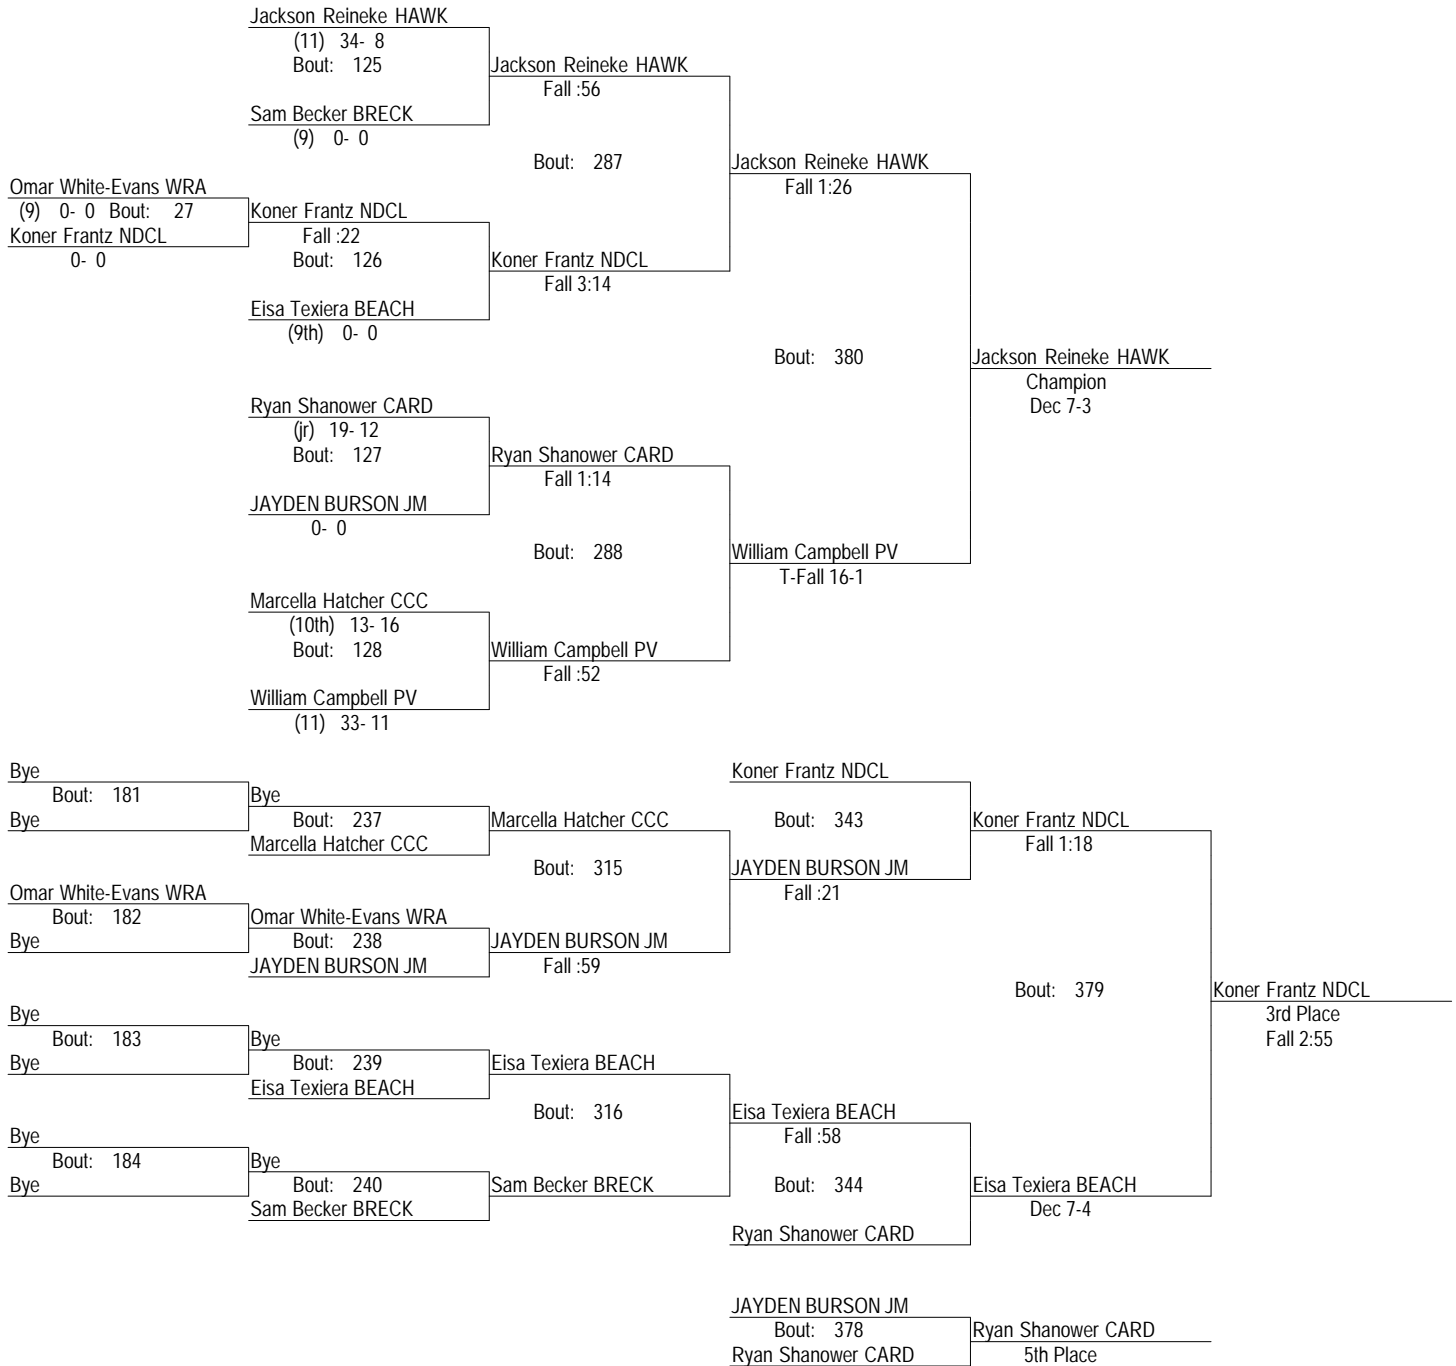 Jackson Reineke HAWK
(11) 34- 8
Bout: 125
Jackson Reineke HAWK
Fall :56
Sam Becker BRECK
(9) 0- 0
Bout: 287
Jackson Reineke HAWK
Fall 1:26
Omar White-Evans WRA
(9) 0- 0 Bout: 27
Koner Frantz NDCL
0- 0
Koner Frantz NDCL
Fall :22
Bout: 126
Koner Frantz NDCL
Fall 3:14
Eisa Texiera BEACH
(9th) 0- 0
Bout: 380
Jackson Reineke HAWK
Champion
Dec 7-3
Ryan Shanower CARD
(jr) 19- 12
Bout: 127
Ryan Shanower CARD
Fall 1:14
JAYDEN BURSON JM
0- 0
Bout: 288
William Campbell PV
T-Fall 16-1
Marcella Hatcher CCC
(10th) 13- 16
Bout: 128
William Campbell PV
Fall :52
William Campbell PV
(11) 33- 11
Bye
Bout: 181
Bye
Bye
Bout: 237
Marcella Hatcher CCC
Marcella Hatcher CCC
Bout: 315
Koner Frantz NDCL
Bout: 343
JAYDEN BURSON JM
Fall :21
Koner Frantz NDCL
Fall 1:18
Omar White-Evans WRA
Bout: 182
Bye
Omar White-Evans WRA
Bout: 238
JAYDEN BURSON JM
JAYDEN BURSON JM
Fall :59
Bout: 379
Koner Frantz NDCL
3rd Place
Fall 2:55
Bye
Bout: 183
Bye
Bye
Bout: 239
Eisa Texiera BEACH
Eisa Texiera BEACH
Bout: 316
Eisa Texiera BEACH
Fall :58
Bout: 344
Ryan Shanower CARD
Eisa Texiera BEACH
Dec 7-4
Bye
Bout: 184
Bye
Bye
Bout: 240
Sam Becker BRECK
Sam Becker BRECK
JAYDEN BURSON JM
Bout: 378
Ryan Shanower CARD
Ryan Shanower CARD
5th Place